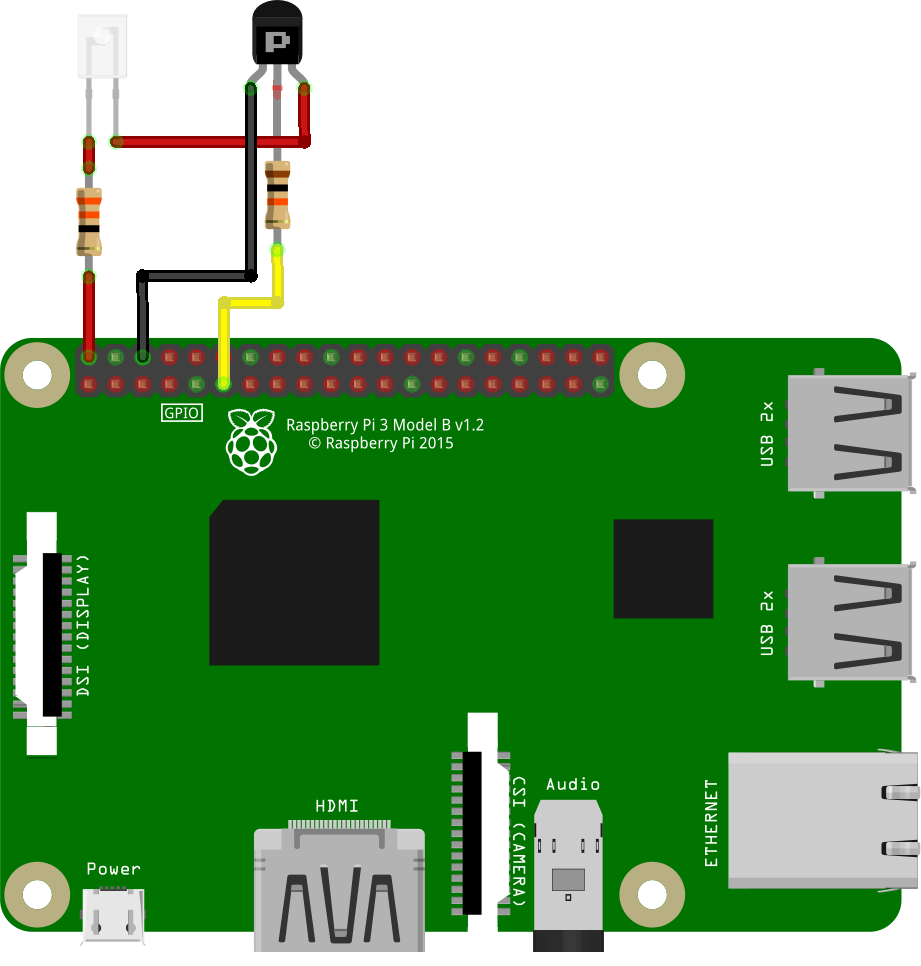 P
GPIO
Raspberry Pi 3 Model B v1.2
© Raspberry Pi 2015
USB 2x
DSI (DISPLAY)
USB 2x
Power
HDMI
CSI (CAMERA)
Audio
ETHERNET